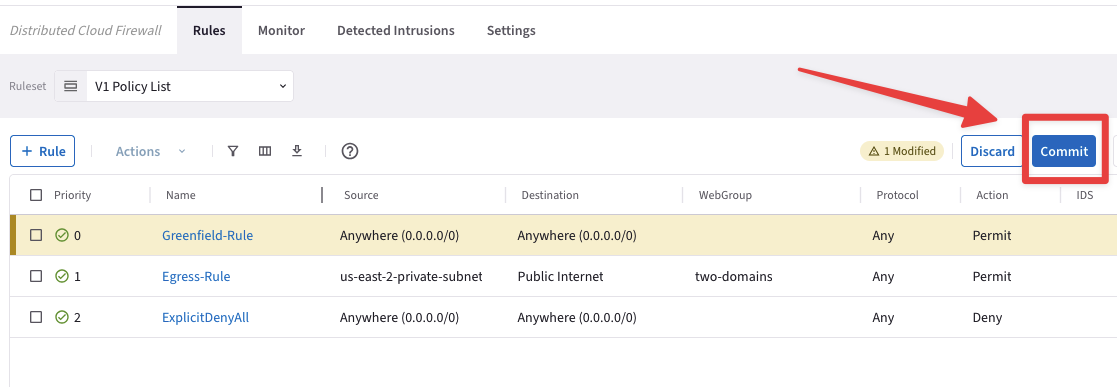 Distributed Cloud Firewall Rules Monitor Detected Intrusions Settings
Ruleset V1 Policy List
+ Rule Actions ? 1 Modified Discard Commit
Priority Name Source Destination WebGroup Protocol Action IDS
0 Greenfield-Rule Anywhere (0.0.0.0/0) Anywhere (0.0.0.0/0) Any Permit
1 Egress-Rule us-east-2-private-subnet Public Internet two-domains Any Permit
2 ExplicitDenyAll Anywhere (0.0.0.0/0) Anywhere (0.0.0.0/0) Any Deny